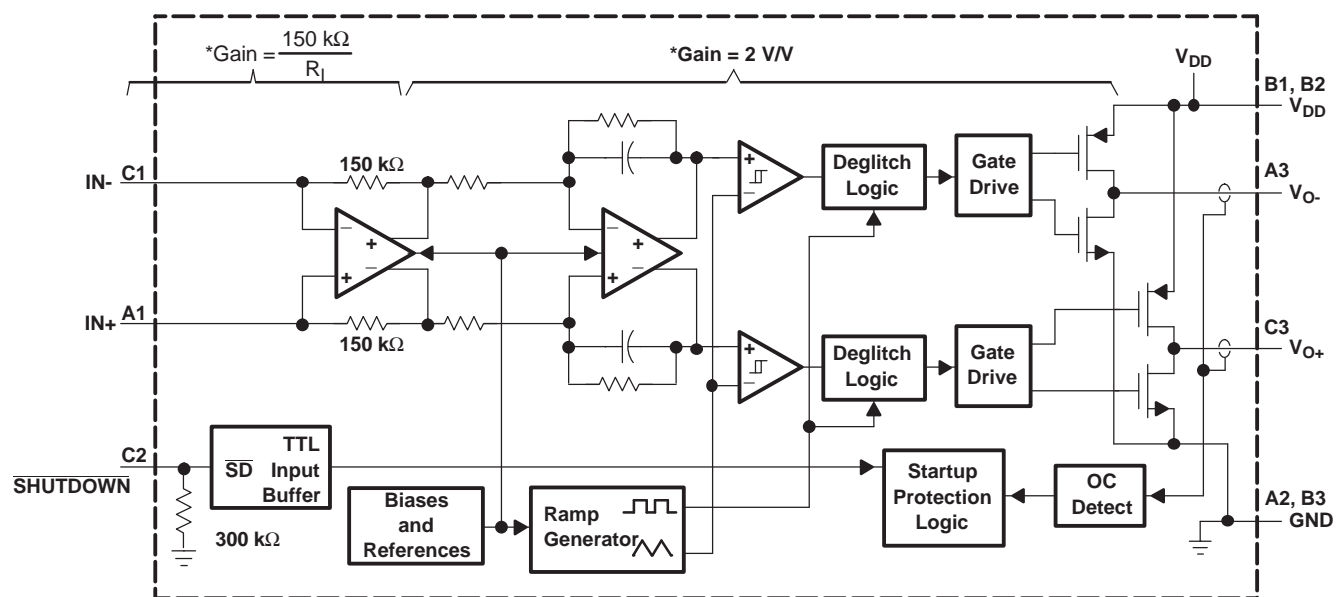 *Gain = 150 kΩ / R_I
*Gain = 2 V/V
V_DD
B1, B2
V_DD
150 kΩ
IN- C1
Deglitch
Logic
Gate
Drive
A3
V_O-
IN+ A1
150 kΩ
Deglitch
Logic
Gate
Drive
C3
V_O+
C2
SHUTDOWN
SD
TTL
Input
Buffer
300 kΩ
Biases
and
References
Ramp
Generator
Startup
Protection
Logic
OC
Detect
A2, B3
GND